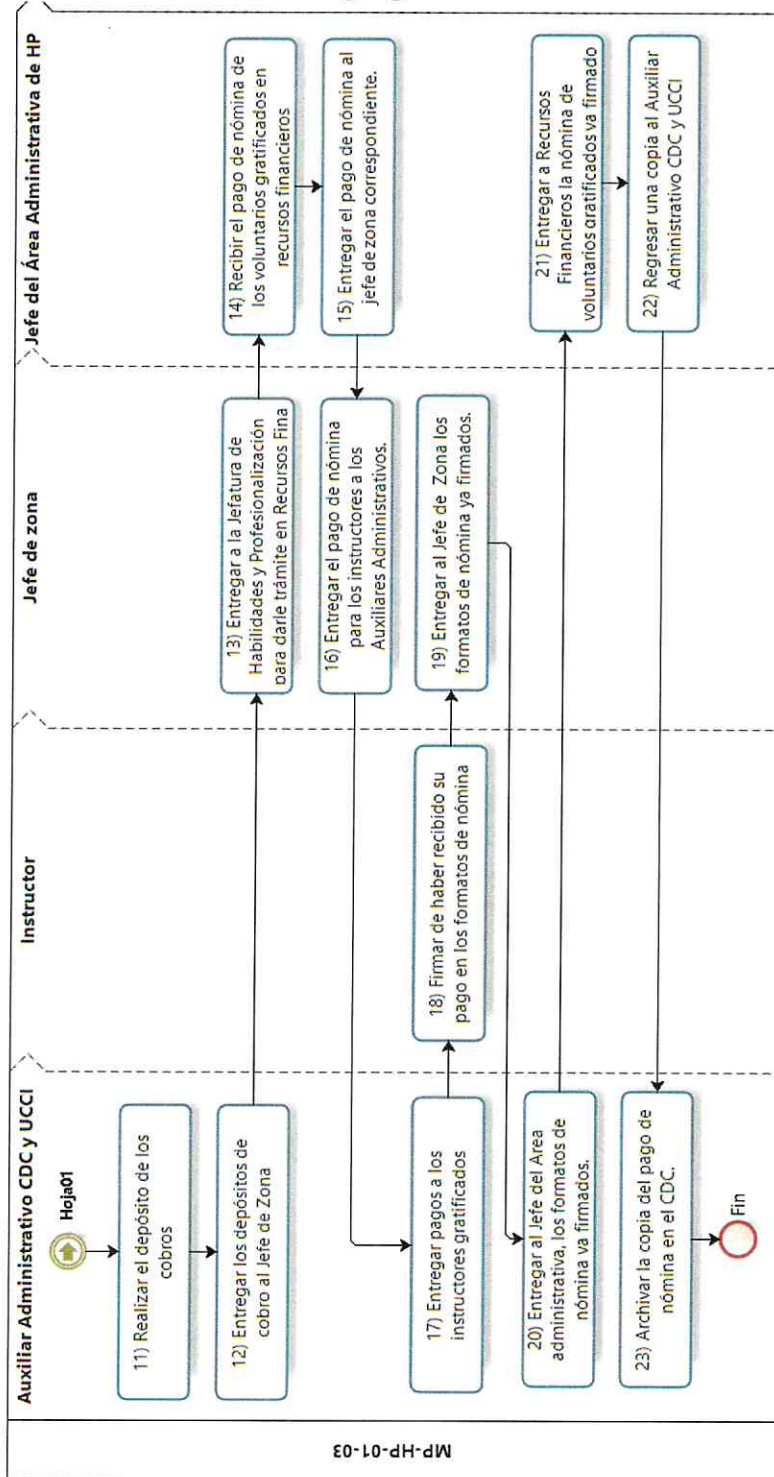 MP-HP-01-03
Auxiliar Administrativo CDC y UCCI
Instructor
Jefe de zona
Jefe del Área Administrativa de HP
Hoja01
11) Realizar el depósito de los
cobros
12) Entregar los depósitos de
cobro al Jefe de Zona
13) Entregar a la Jefatura de
Habilidades y Profesionalización
para darle trámite en Recursos Fina
14) Recibir el pago de nómina de
los voluntarios gratificados en
recursos financieros
15) Entregar el pago de nómina al
jefe de zona correspondiente.
16) Entregar el pago de nómina
para los instructores a los
Auxiliares Administrativos.
17) Entregar pagos a los
instructores gratificados
18) Firmar de haber recibido su
pago en los formatos de nómina
19) Entregar al Jefe de Zona los
formatos de nómina ya firmados.
20) Entregar al Jefe del Area
administrativa, los formatos de
nómina ya firmados.
21) Entregar a Recursos
Financieros la nómina de
voluntarios gratificados ya firmado
22) Regresar una copia al Auxiliar
Administrativo CDC y UCCI
23) Archivar la copia del pago de
nómina en el CDC.
Fin